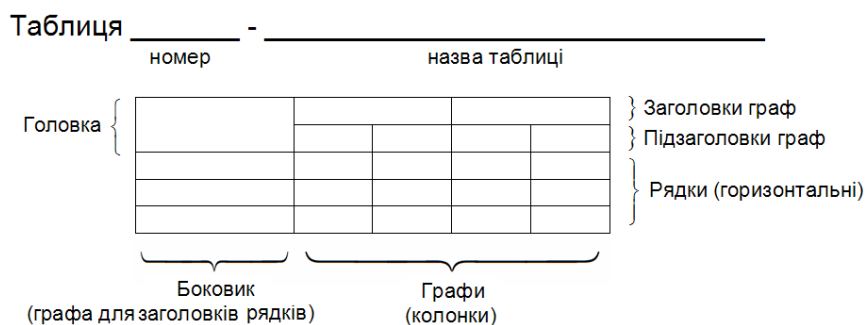 Таблиця _______ - ________________________________
номер назва таблиці
Заголовки граф
Головка
Підзаголовки граф
Рядки (горизонтальні)
Боковик
(графа для заголовків рядків)
Графи
(колонки)